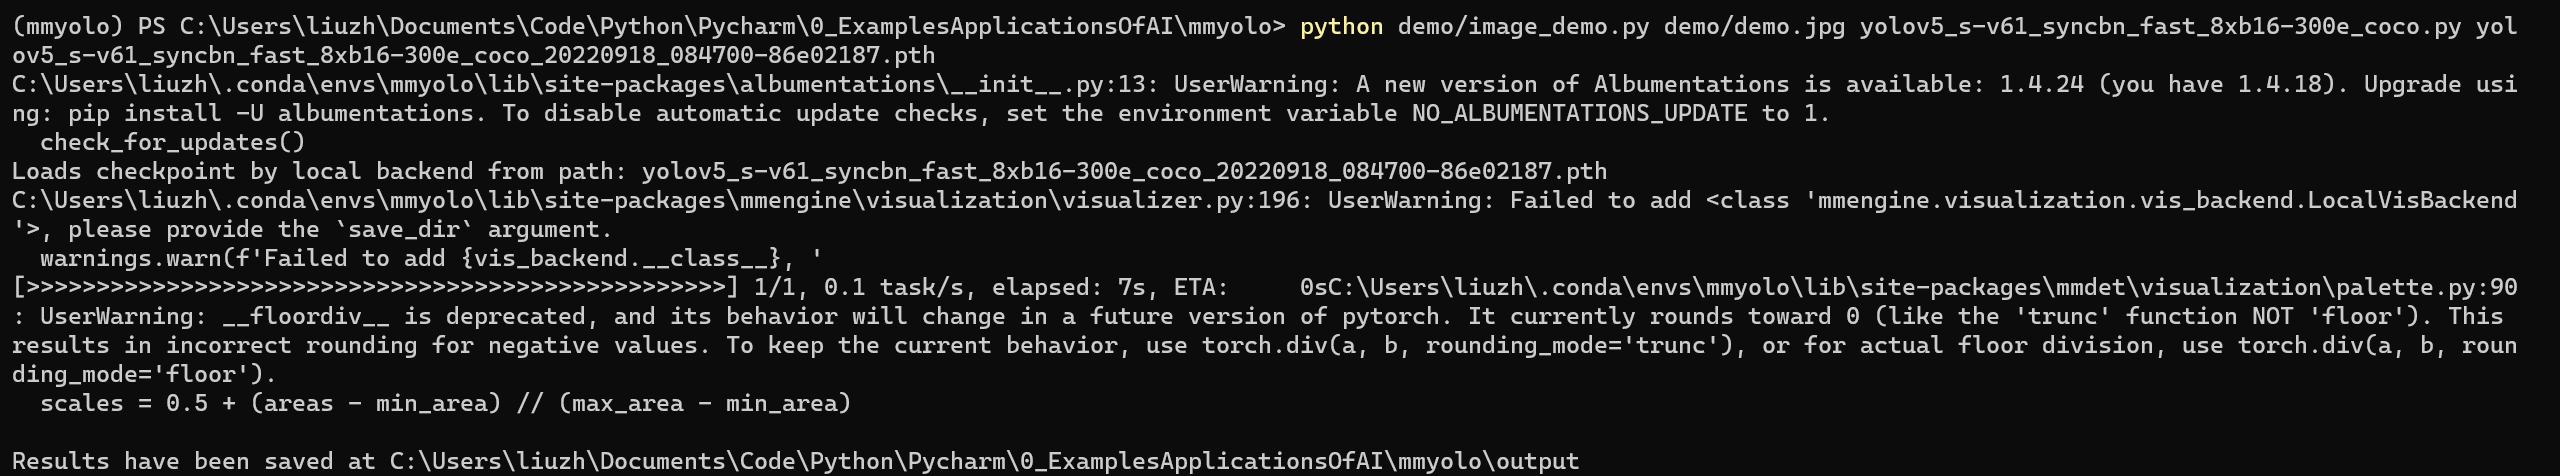 (mmyolo) PS C:\Users\liuzh\Documents\Code\Python\Pycharm\0_ExamplesApplicationsOfAI\mmyolo> python demo/image_demo.py demo/demo.jpg yolov5_s-v61_syncbn_fast_8xb16-300e_coco.py yol
ov5_s-v61_syncbn_fast_8xb16-300e_coco_20220918_084700-86e02187.pth
C:\Users\liuzh\.conda\envs\mmyolo\lib\site-packages\albumentations\__init__.py:13: UserWarning: A new version of Albumentations is available: 1.4.24 (you have 1.4.18). Upgrade usi
ng: pip install -U albumentations. To disable automatic update checks, set the environment variable NO_ALBUMENTATIONS_UPDATE to 1.
  check_for_updates()
Loads checkpoint by local backend from path: yolov5_s-v61_syncbn_fast_8xb16-300e_coco_20220918_084700-86e02187.pth
C:\Users\liuzh\.conda\envs\mmyolo\lib\site-packages\mmengine\visualization\visualizer.py:196: UserWarning: Failed to add <class 'mmengine.visualization.vis_backend.LocalVisBackend
'>, please provide the `save_dir` argument.
  warnings.warn(f'Failed to add {vis_backend.__class__}, '
[>>>>>>>>>>>>>>>>>>>>>>>>>>>>>>>>>>>>>>>>>>>>>>>>>>] 1/1, 0.1 task/s, elapsed: 7s, ETA:     0sC:\Users\liuzh\.conda\envs\mmyolo\lib\site-packages\mmdet\visualization\palette.py:90
: UserWarning: __floordiv__ is deprecated, and its behavior will change in a future version of pytorch. It currently rounds toward 0 (like the 'trunc' function NOT 'floor'). This
results in incorrect rounding for negative values. To keep the current behavior, use torch.div(a, b, rounding_mode='trunc'), or for actual floor division, use torch.div(a, b, roun
ding_mode='floor').
  scales = 0.5 + (areas - min_area) // (max_area - min_area)
Results have been saved at C:\Users\liuzh\Documents\Code\Python\Pycharm\0_ExamplesApplicationsOfAI\mmyolo\output